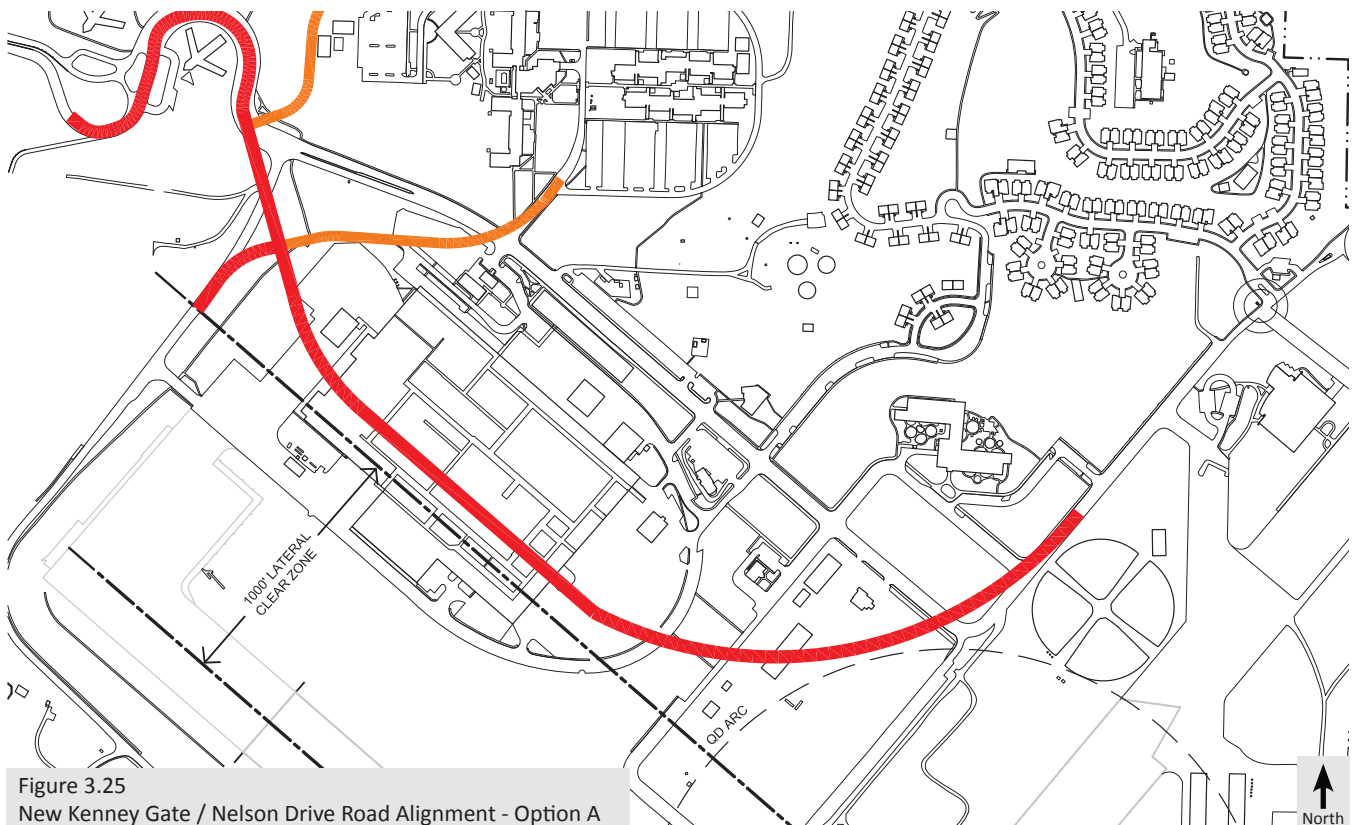 1000' LATERAL
CLEAR ZONE
QD ARC
Figure 3.25
New Kenney Gate / Nelson Drive Road Alignment - Option A
North